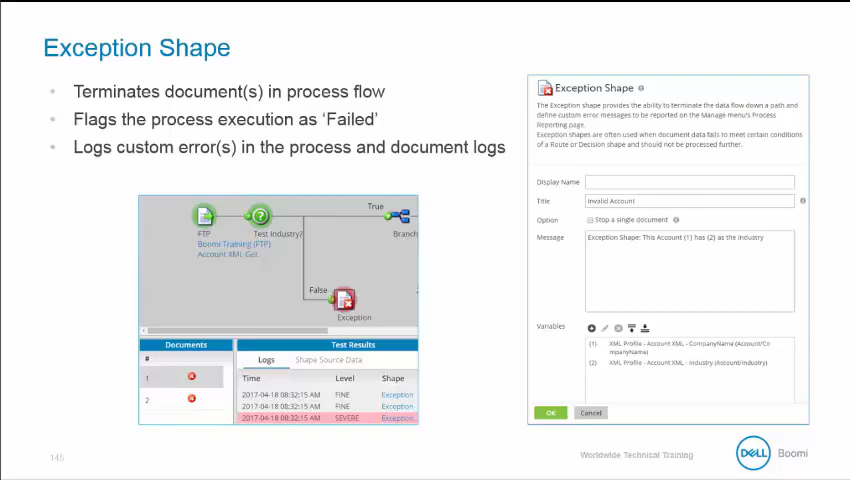 Exception Shape
• Terminates document(s) in process flow
• Flags the process execution as ‘Failed’
• Logs custom error(s) in the process and document logs
True
FTP
Test Industry?
Branch
Boomi Training (FTP)
Account XML Get
False
Exception
Documents
#
1
2
Test Results
Logs
Shape Source Data
Time Level Shape
2017-04-18 08:32:15 AM FINE Exception
2017-04-18 08:32:15 AM FINE Exception
2017-04-18 08:32:15 AM SEVERE Exception
Exception Shape
The Exception shape provides the ability to terminate the data flow down a path and
define custom error messages to be reported on the Manage menu's Process
Reporting page.
Exception shapes are often used when document data fails to meet certain conditions
of a Route or Decision shape and should not be processed further.
Display Name
Title Invalid Account
Option Stop a single document
Message Exception Shape: This Account {1} has {2} as the Industry
Variables
{1} XML Profile - Account XML - CompanyName (Account/Co
mpanyName)
{2} XML Profile - Account XML - Industry (Account/Industry)
OK Cancel
145
Worldwide Technical Training
DELL Boomi